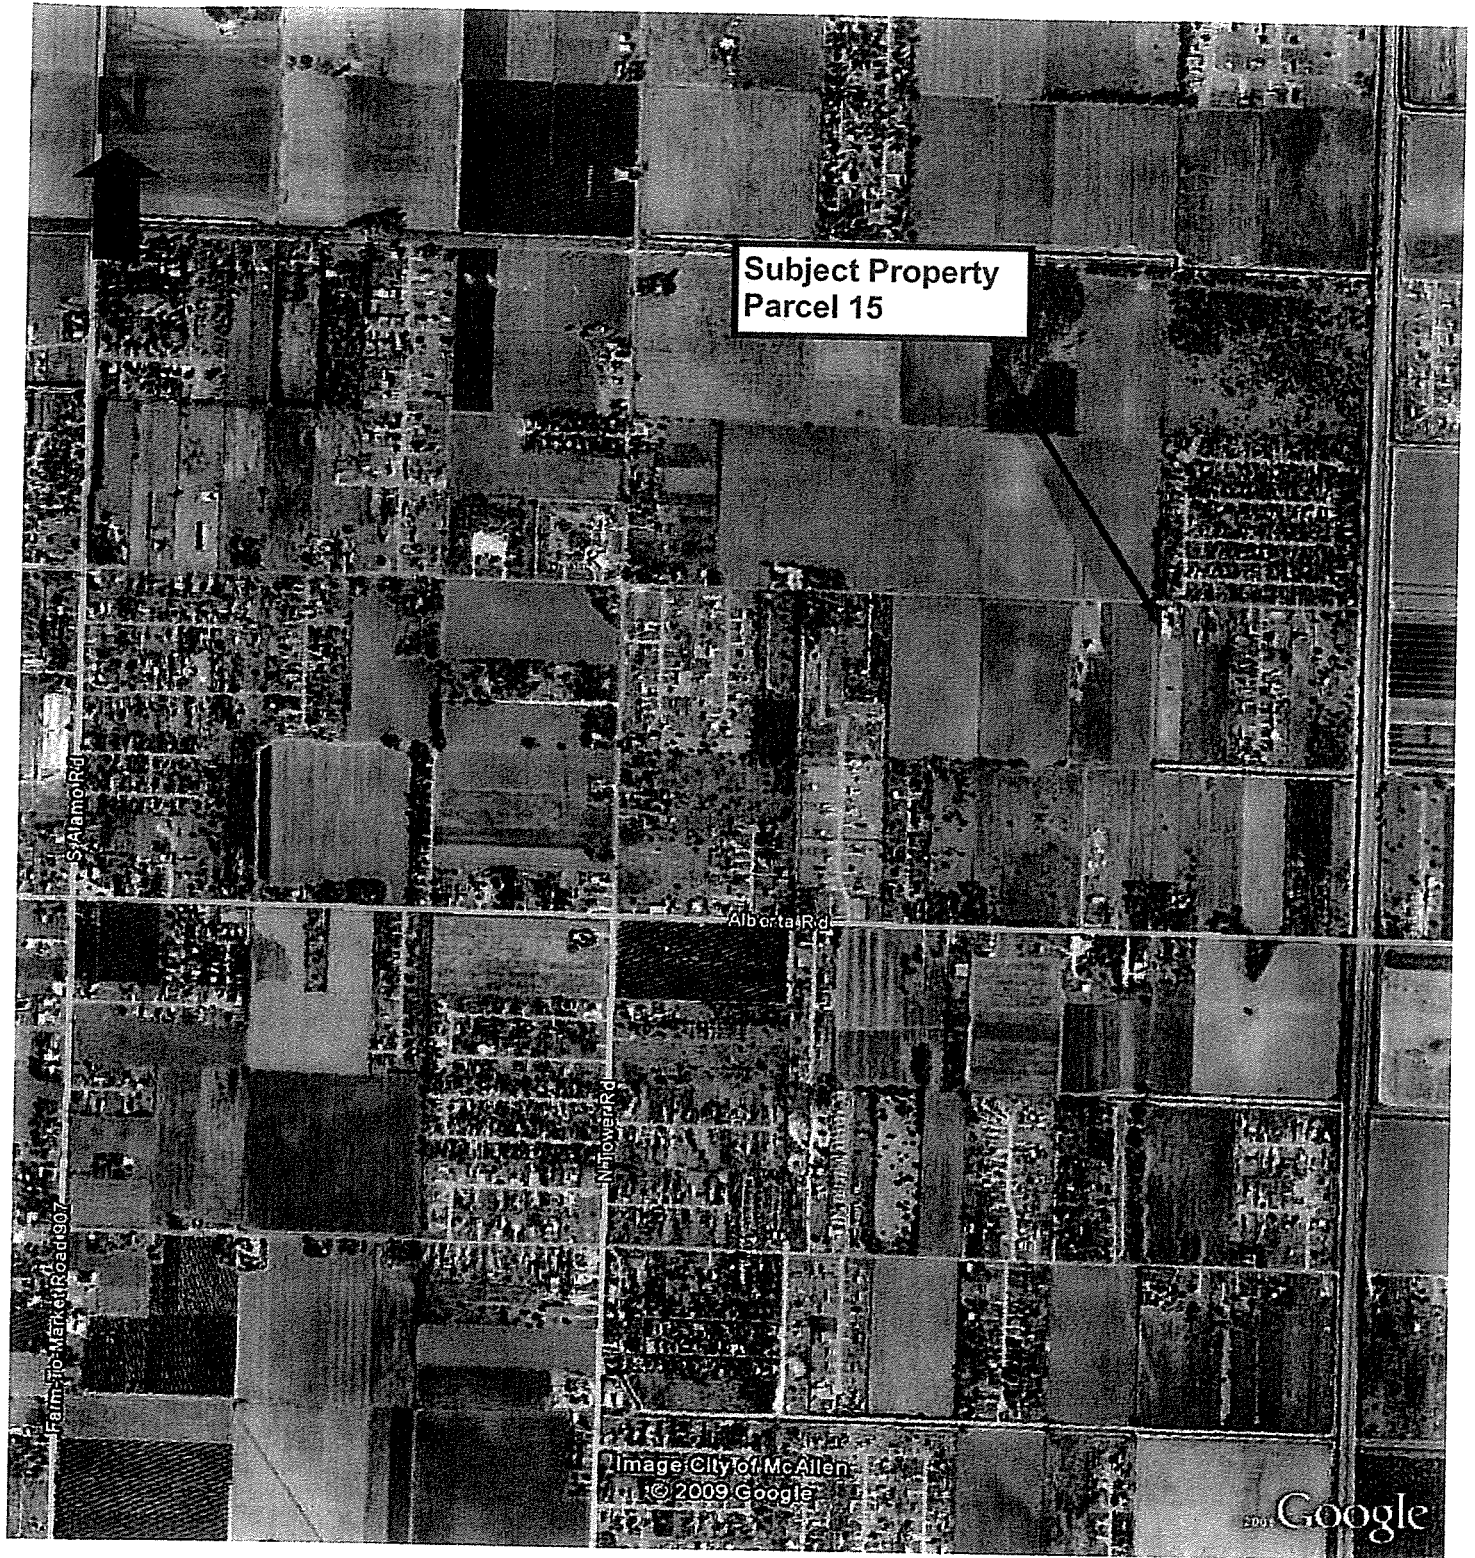 N
Subject Property
Parcel 15
S Alamo Rd
Alberta Rd
N Tower Rd
Farm-to-Market Road 907
Image City of McAllen
© 2009 Google
Google